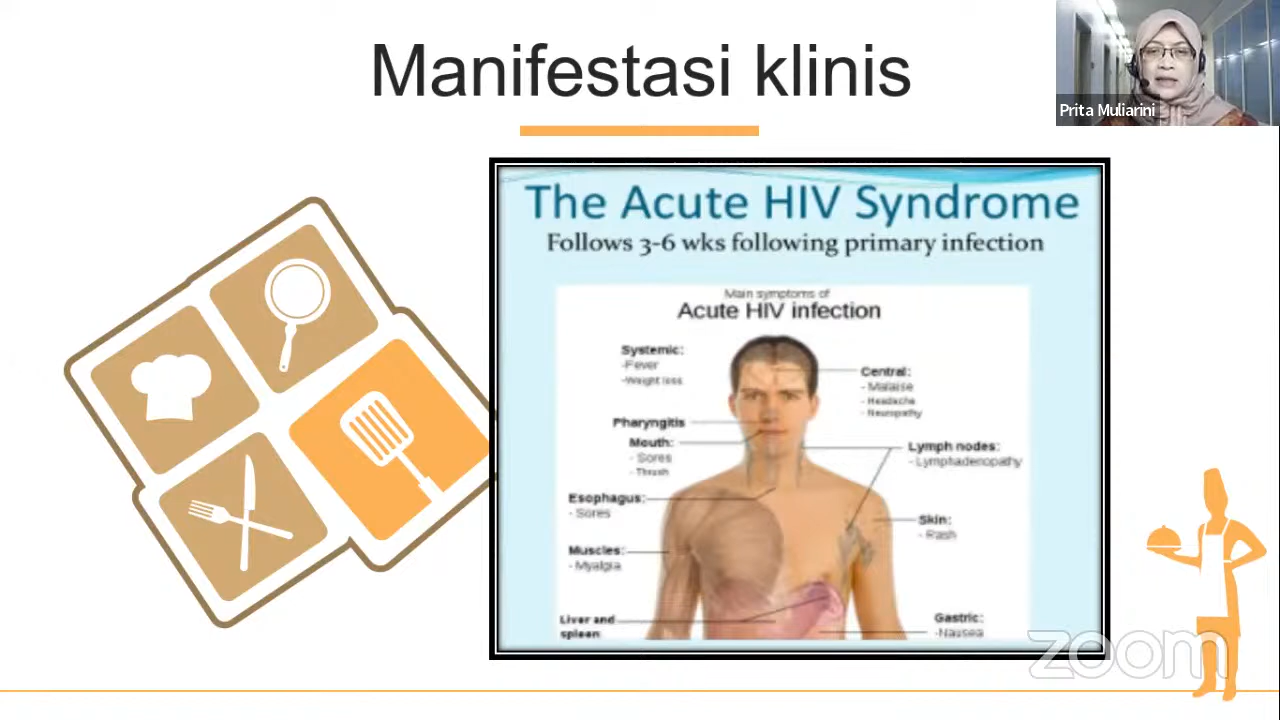 Manifestasi klinis
Prita Muliarini
The Acute HIV Syndrome
Follows 3-6 wks following primary infection
Main symptoms of
Acute HIV infection
Systemic:
-Fever
-Weight loss
Central:
- Malaise
- Headache
- Neuropathy
Pharyngitis
Mouth:
- Sores
- Thrush
Lymph nodes:
- Lymphadenopathy
Esophagus:
- Sores
Skin:
- Rash
Muscles:
- Myalgia
Liver and
spleen:
Gastric:
-Nausea
zoom